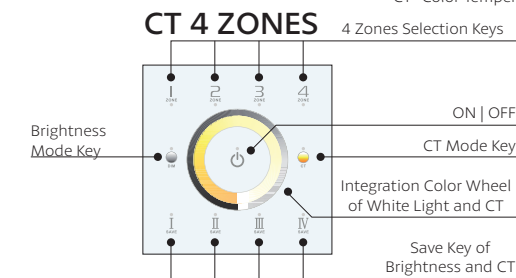 CT Color Temper
CT 4 ZONES
4 Zones Selection Keys
1 2 3 4
ZONE ZONE ZONE ZONE
ON | OFF
Brightness
Mode Key
DIM
CT
CT Mode Key
Integration Color Wheel
of White Light and CT
I II III IV
SAVE SAVE SAVE SAVE
Save Key of
Brightness and CT